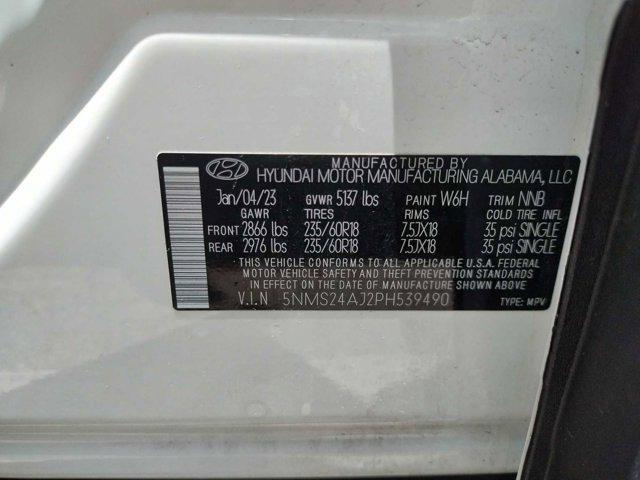 MANUFACTURED BY
HYUNDAI MOTOR MANUFACTURING ALABAMA, LLC
Jan/04/23 GVWR 5137 lbs PAINT W6H TRIM NNB
GAWR TIRES RIMS COLD TIRE INFL
FRONT 2866 lbs 235/60R18 7.5JX18 35 psi SINGLE
REAR 2976 lbs 235/60R18 7.5JX18 35 psi SINGLE
· THIS VEHICLE CONFORMS TO ALL APPLICABLE U.S.A. FEDERAL
MOTOR VEHICLE SAFETY AND THEFT PREVENTION STANDARDS
IN EFFECT ON THE DATE OF MANUFACTURE SHOWN ABOVE ·
V.I.N 5NMS24AJ2PH539490 TYPE: MPV